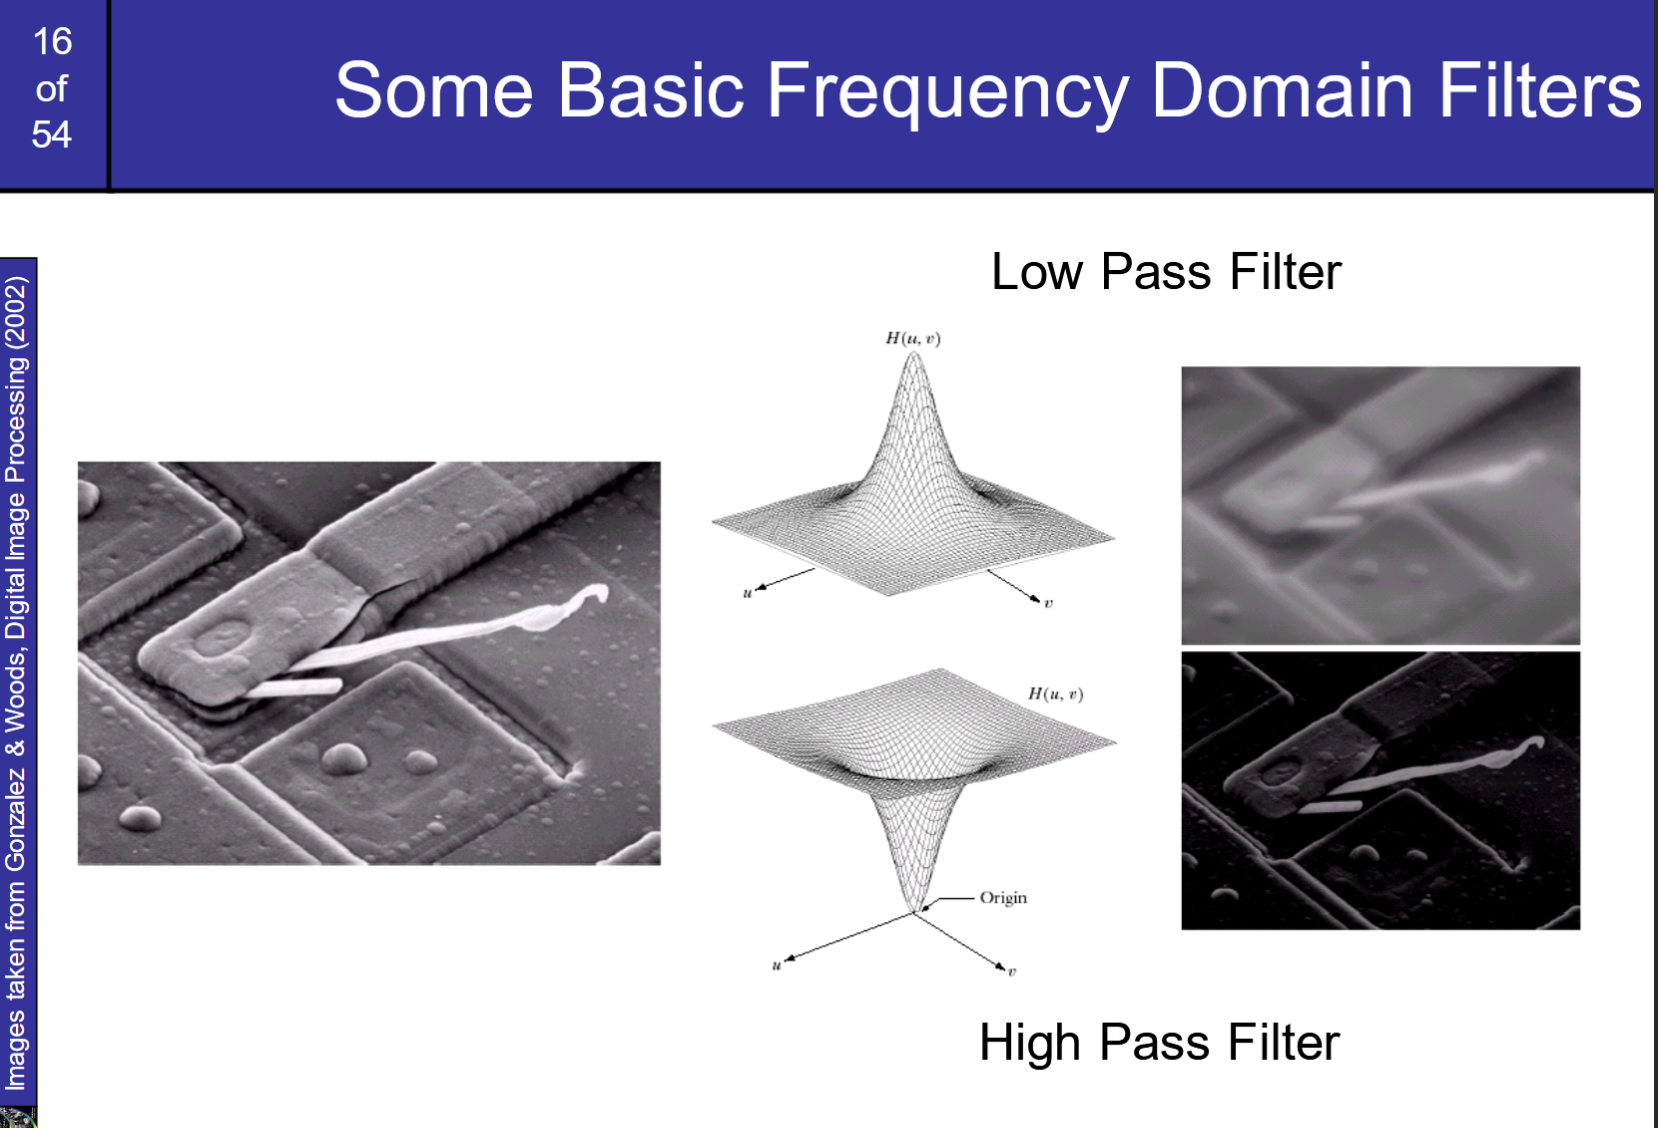 16
of
54
Some Basic Frequency Domain Filters
Images taken from Gonzalez & Woods, Digital Image Processing (2002)
Low Pass Filter
H(u, v)
u
v
H(u, v)
Origin
u
v
High Pass Filter